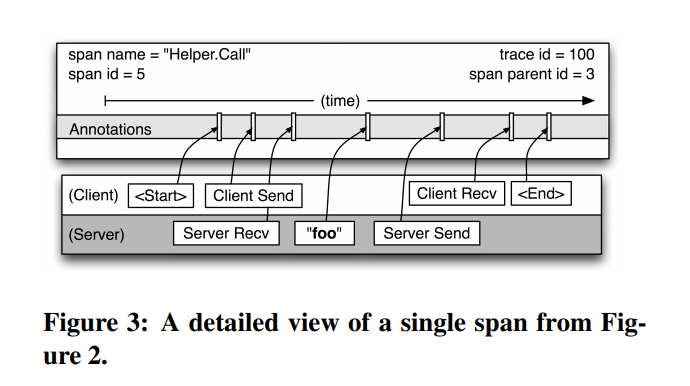 span name = "Helper.Call"
trace id = 100
span id = 5
span parent id = 3
(time)
Annotations
(Client)
<Start>
Client Send
Client Recv
<End>
(Server)
Server Recv
"foo"
Server Send
Figure 3: A detailed view of a single span from Fig-
ure 2.